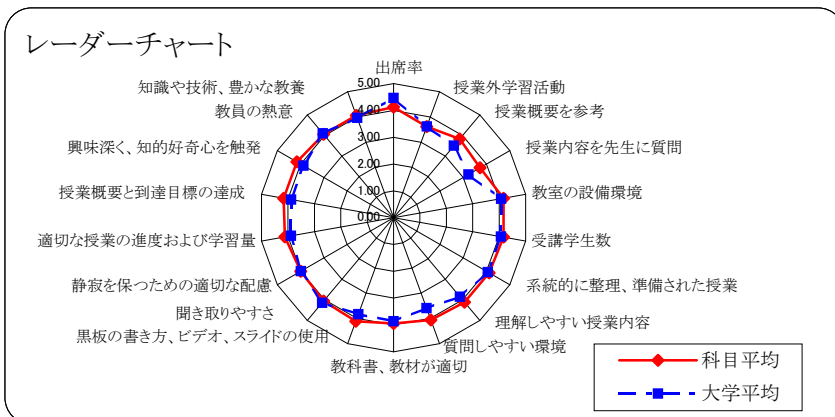 レーダーチャート
出席率
授業外学習活動
授業概要を参考
授業内容を先生に質問
教室の設備環境
受講学生数
系統的に整理、準備された授業
理解しやすい授業内容
質問しやすい環境
教科書、教材が適切
黒板の書き方、ビデオ、スライドの使用
聞き取りやすさ
静寂を保つための適切な配慮
適切な授業の進度および学習量
授業概要と到達目標の達成
興味深く、知的好奇心を触発
教員の熱意
知識や技術、豊かな教養
5.00
4.00
3.00
2.00
1.00
0.00
科目平均
大学平均